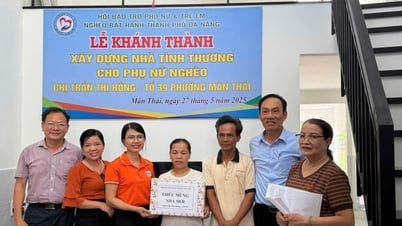 HỘI BẢO TRỢ PHỤ NỮ & TRẺ EM
NGHÈO BẤT HẠNH THÀNH PHỐ ĐÀ NẴNG
LỄ KHÁNH THÀNH
XÂY DỰNG NHÀ TÌNH THƯƠNG
CHO PHỤ NỮ NGHÈO
CHỊ TRẦN THỊ HỒNG - TỔ 39 PHƯỜNG MÂN THÁI
Mân Thái, ngày 27 tháng 5 năm 2025
CHÚC MỪNG
NHÀ MỚI